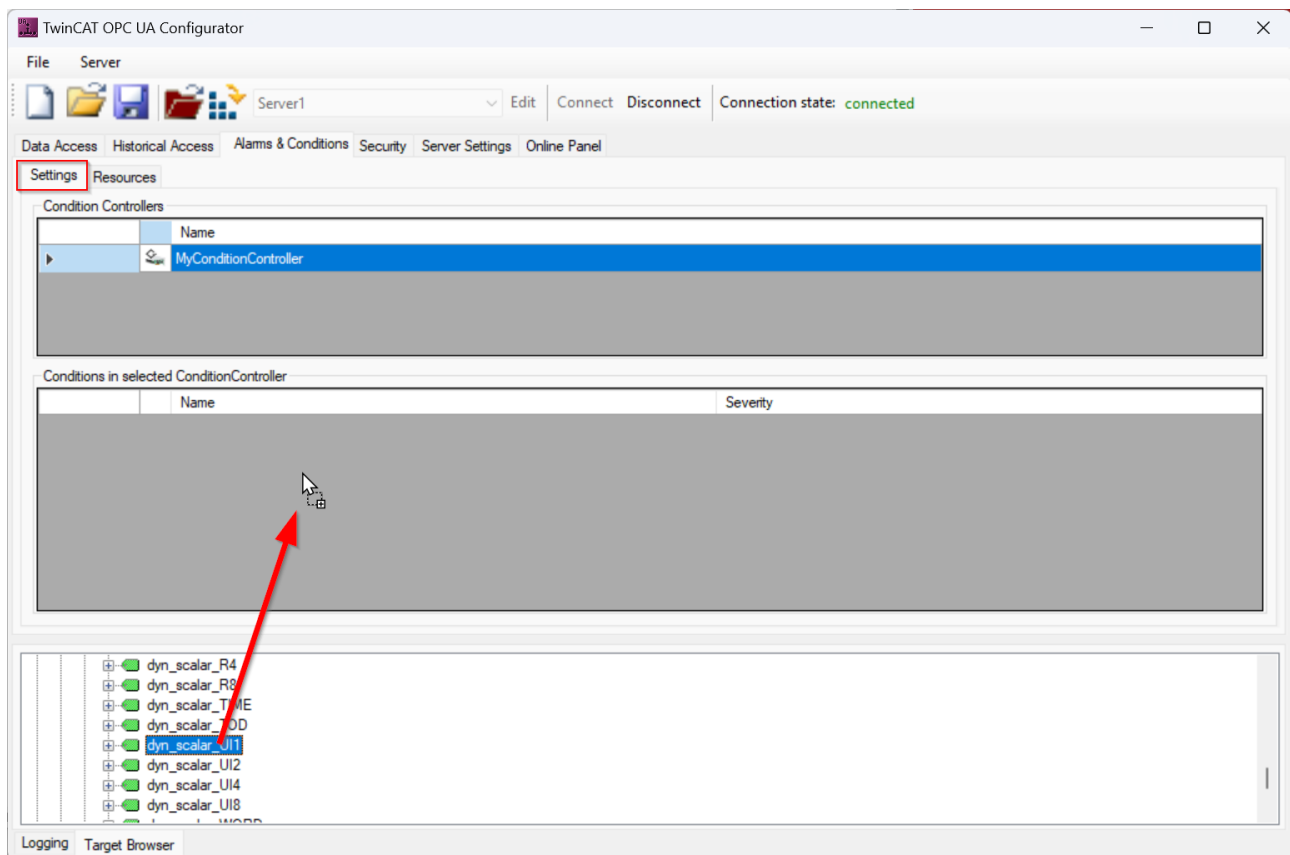 TwinCAT OPC UA Configurator
File Server
Server1 Edit Connect Disconnect Connection state: connected
Data Access Historical Access Alarms & Conditions Security Server Settings Online Panel
Settings Resources
Condition Controllers
Name
MyConditionController
Conditions in selected ConditionController
Name Severity
dyn_scalar_R4
dyn_scalar_R8
dyn_scalar_TIME
dyn_scalar_TOD
dyn_scalar_UI1
dyn_scalar_UI2
dyn_scalar_UI4
dyn_scalar_UI8
Logging Target Browser